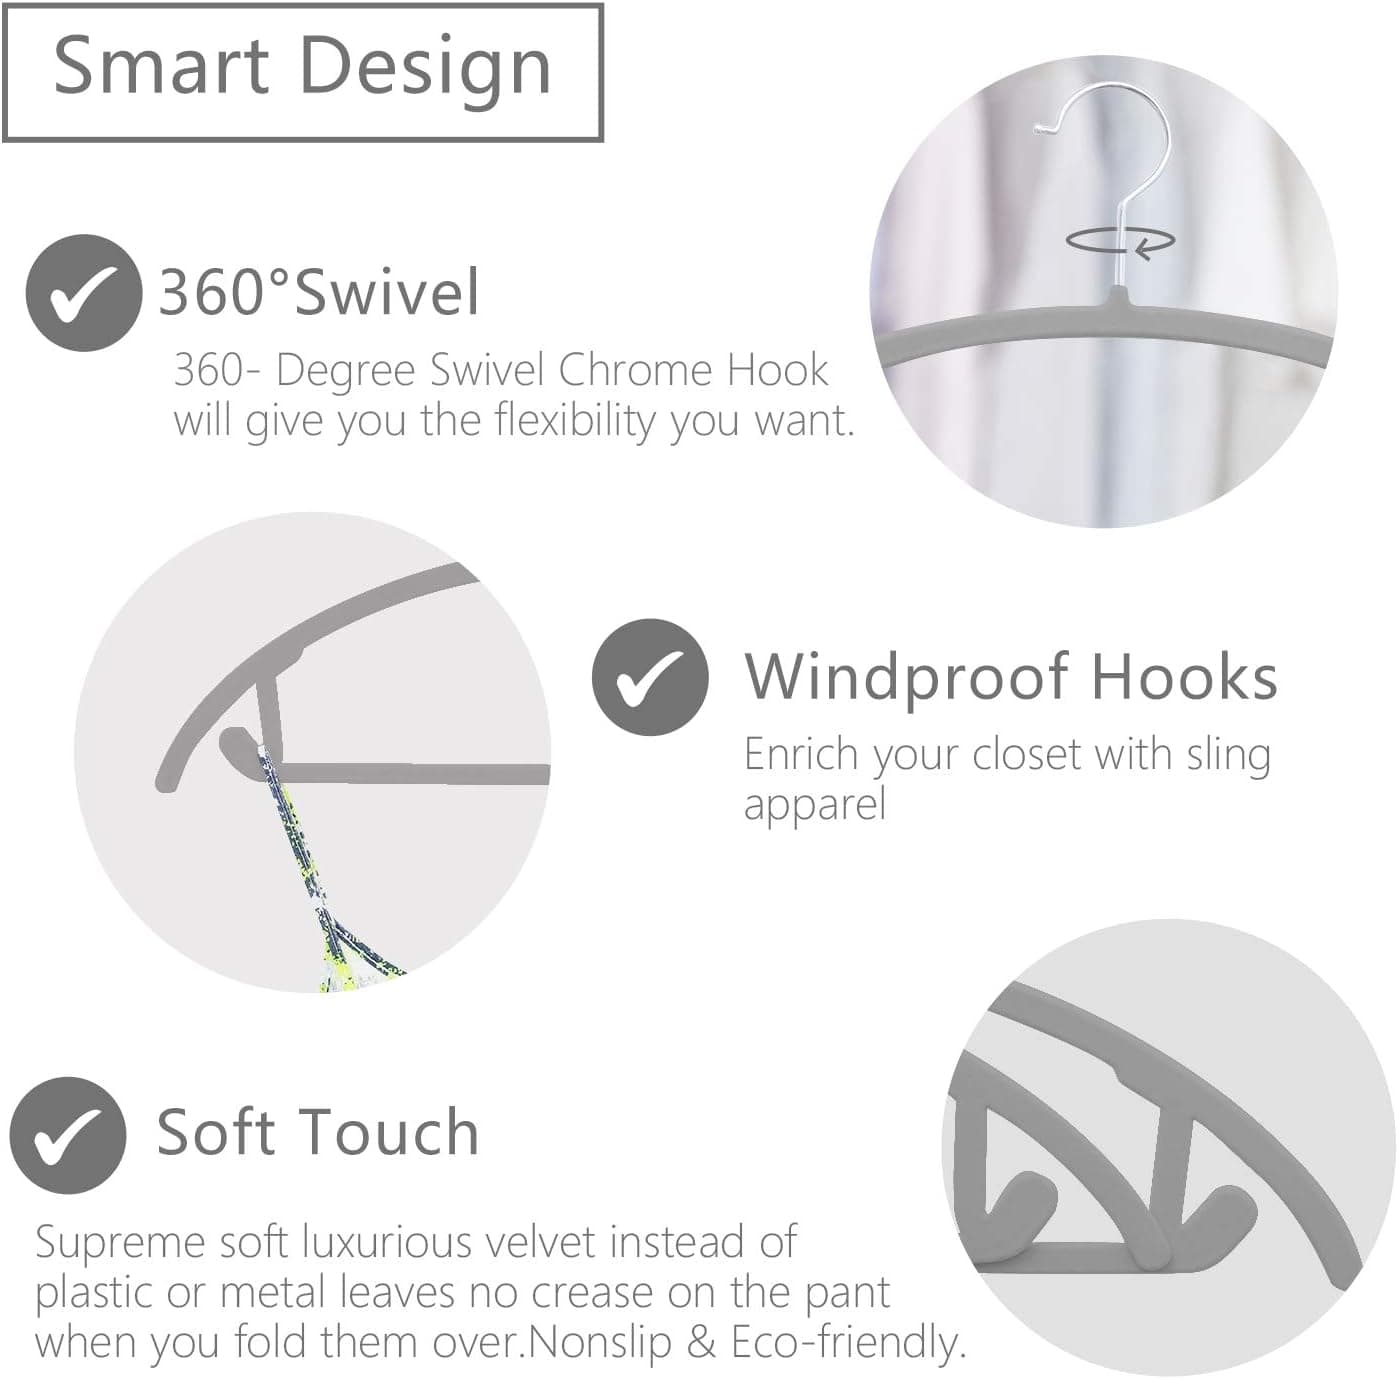 Smart Design
360°Swivel
360- Degree Swivel Chrome Hook
will give you the flexibility you want.
Windproof Hooks
Enrich your closet with sling
apparel
Soft Touch
Supreme soft luxurious velvet instead of
plastic or metal leaves no crease on the pant
when you fold them over.Nonslip & Eco-friendly.